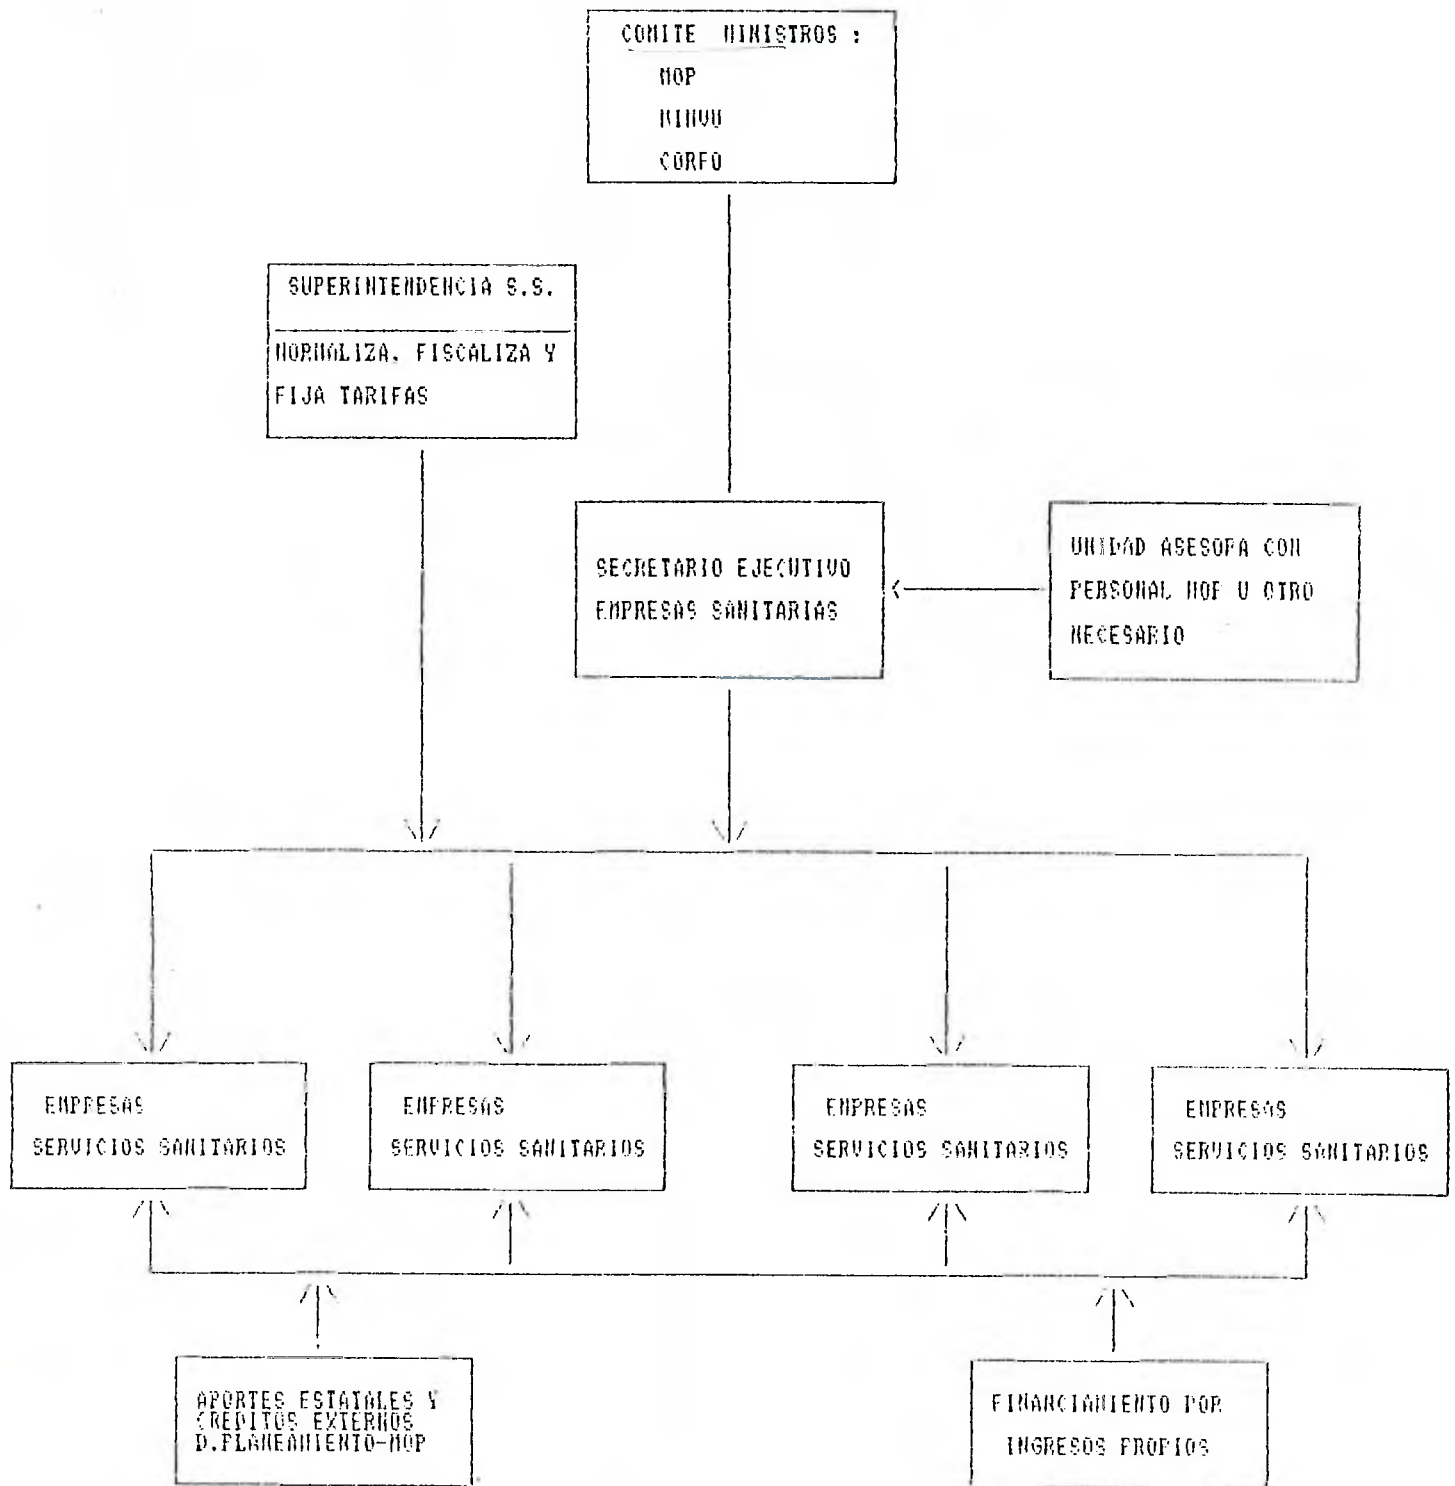 COMITE MINISTROS :
MOP
MINVU
CORFO
SUPERINTENDENCIA S.S.
NORMALIZA, FISCALIZA Y
FIJA TARIFAS
SECRETARIO EJECUTIVO
EMPRESAS SANITARIAS
UNIDAD ASESORA CON
PERSONAL MOP U OTRO
NECESARIO
EMPRESAS
SERVICIOS SANITARIOS
EMPRESAS
SERVICIOS SANITARIOS
EMPRESAS
SERVICIOS SANITARIOS
EMPRESAS
SERVICIOS SANITARIOS
APORTES ESTATALES Y
CREDITOS EXTERNOS
D.PLANEAMIENTO-MOP
FINANCIAMIENTO POR
INGRESOS PROPIOS